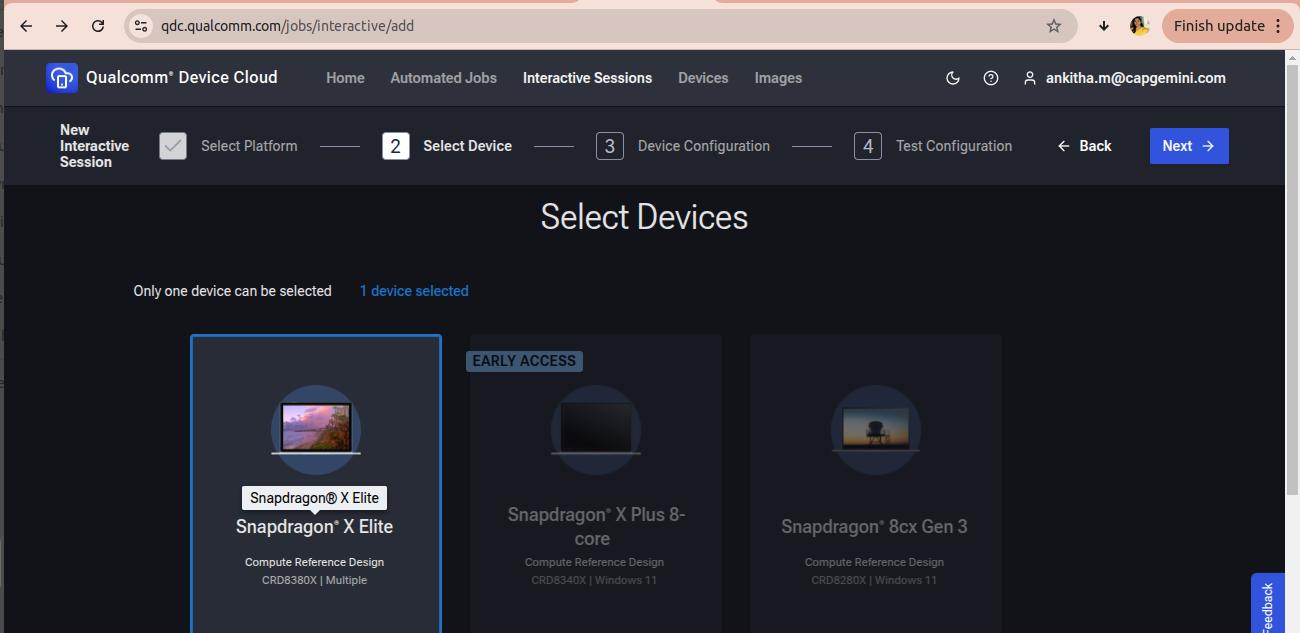 qdc.qualcomm.com/jobs/interactive/add
Finish update
Qualcomm® Device Cloud
Home
Automated Jobs
Interactive Sessions
Devices
Images
ankitha.m@capgemini.com
New
Interactive
Session
Select Platform
2
Select Device
3
Device Configuration
4
Test Configuration
Back
Next
Select Devices
Only one device can be selected
1 device selected
EARLY ACCESS
Snapdragon® X Elite
Snapdragon® X Elite
Compute Reference Design
CRD8380X | Multiple
Snapdragon® X Plus 8-
core
Compute Reference Design
CRD8340X | Windows 11
Snapdragon® 8cx Gen 3
Compute Reference Design
CRD8280X | Windows 11
Feedback